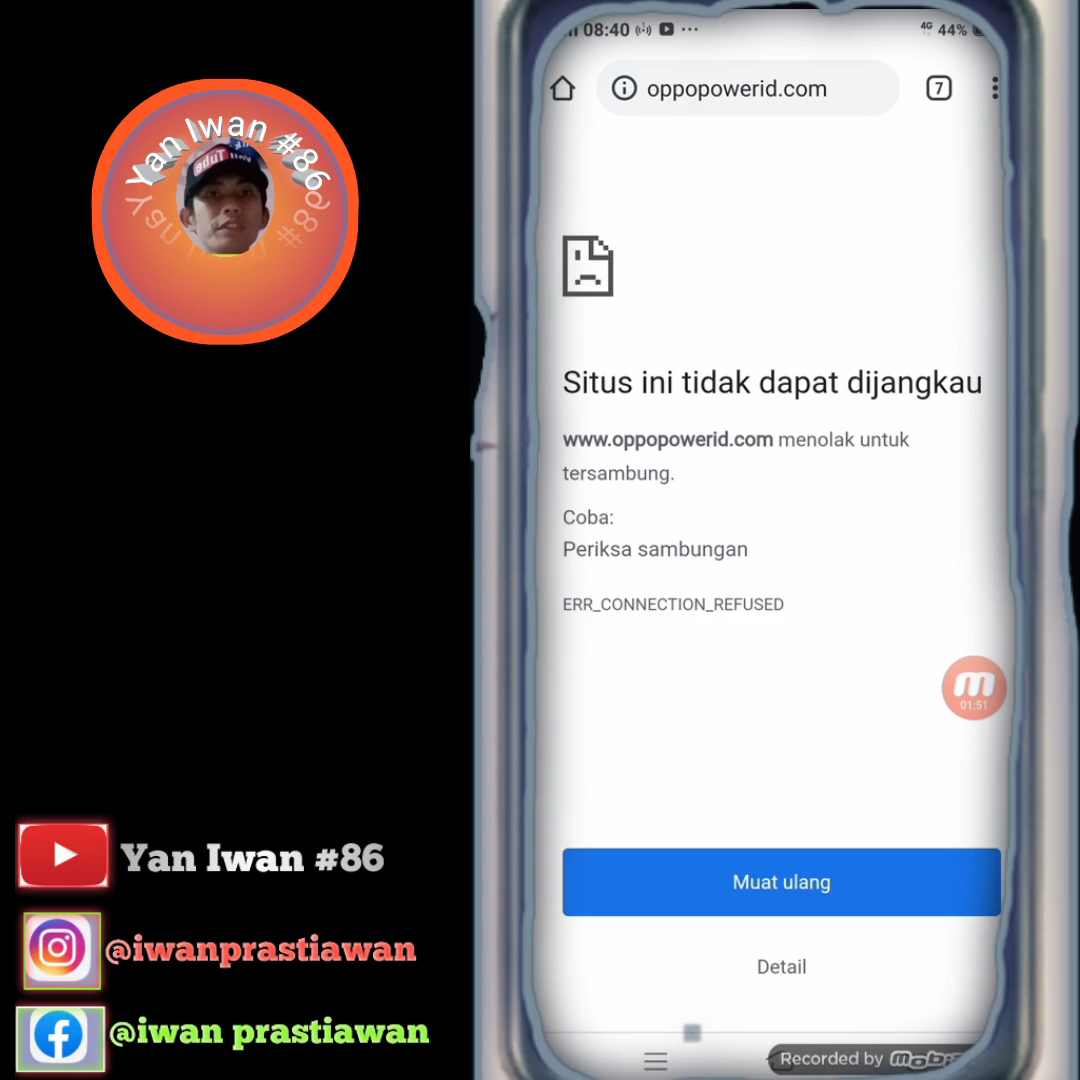 Yan Iwan #86
Tube
08:40
4G 44%
oppopowerid.com
7
Situs ini tidak dapat dijangkau
www.oppopowerid.com menolak untuk
tersambung.
Coba:
Periksa sambungan
ERR_CONNECTION_REFUSED
01:51
Muat ulang
Detail
Recorded by
Yan Iwan #86
@iwanprastiawan
@iwan prastiawan